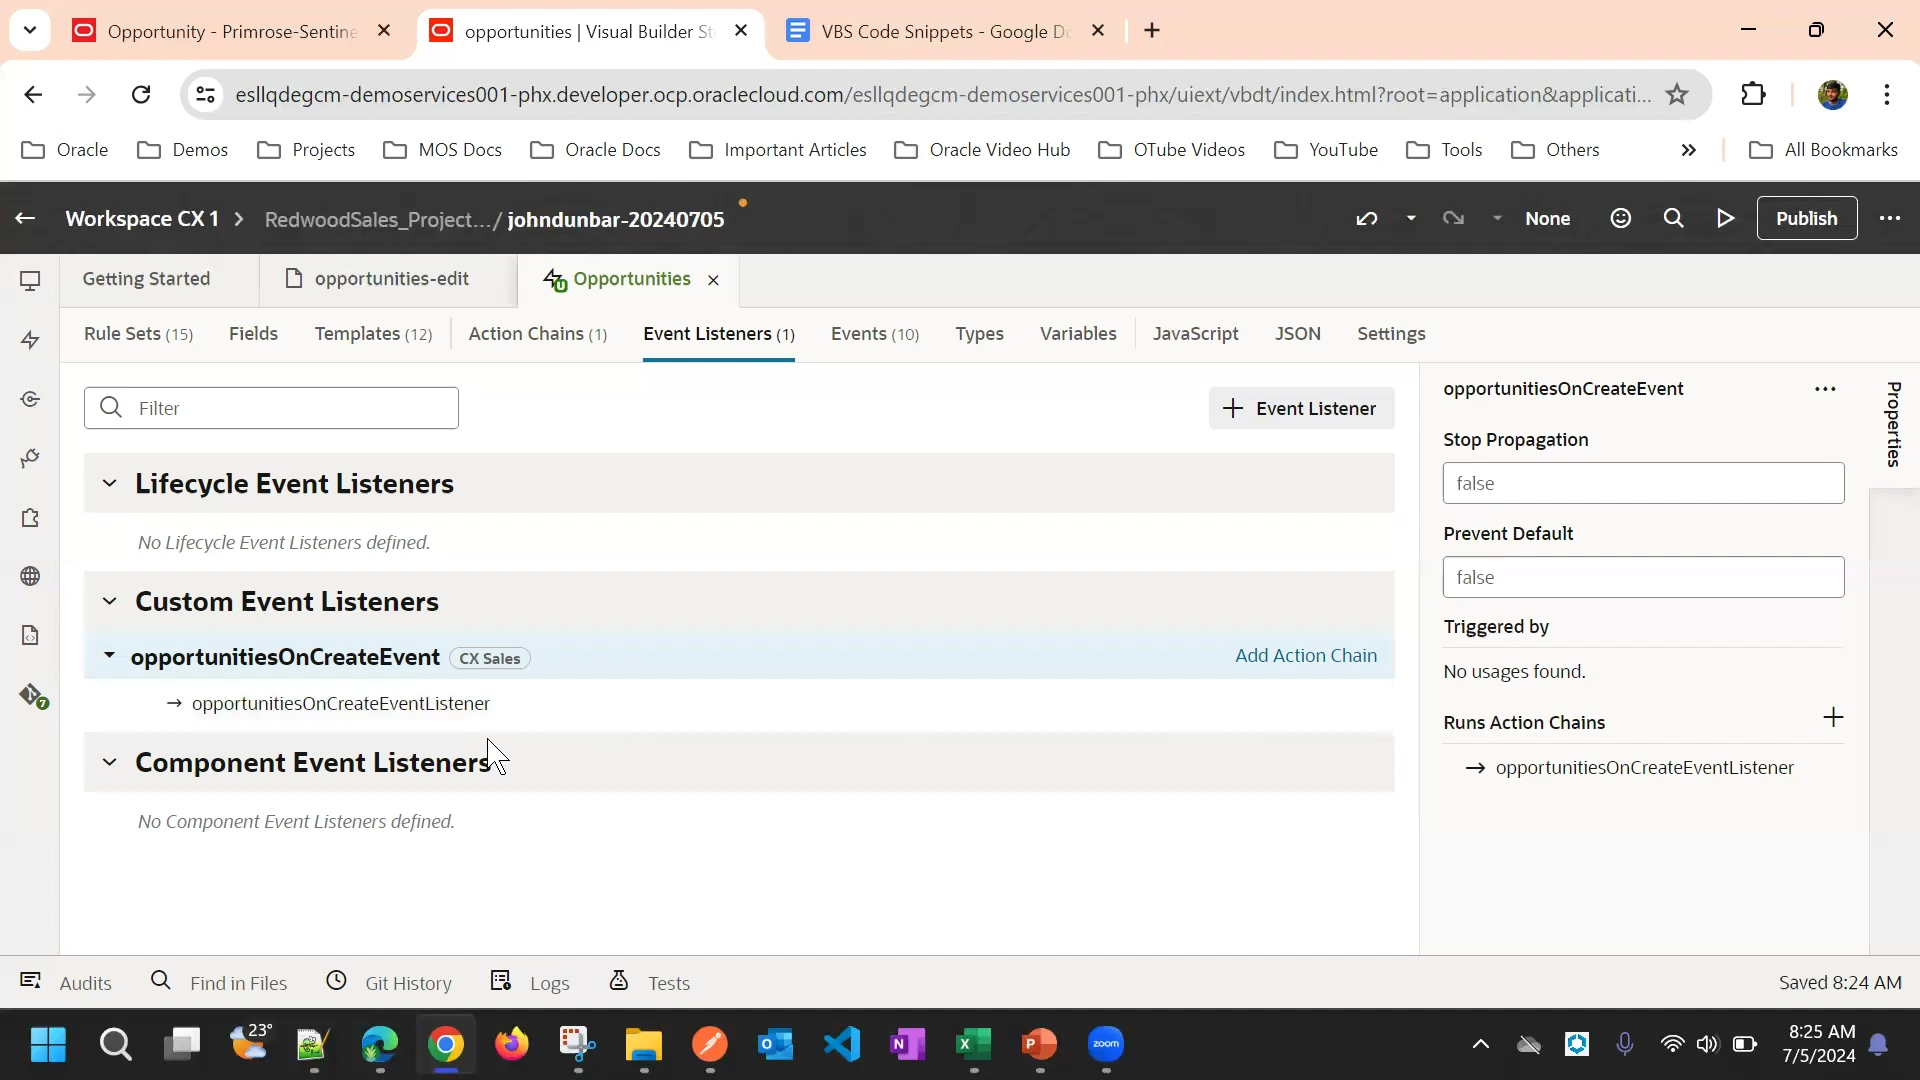 Opportunity - Primrose-Sentine
opportunities | Visual Builder St
VBS Code Snippets - Google Do
esllqdegcm-demoservices001-phx.developer.ocp.oraclecloud.com/esllqdegcm-demoservices001-phx/uiext/vbdt/index.html?root=application&applicati...
Oracle
Demos
Projects
MOS Docs
Oracle Docs
Important Articles
Oracle Video Hub
OTube Videos
YouTube
Tools
Others
All Bookmarks
Workspace CX 1 > RedwoodSales_Project... / johndunbar-20240705
None
Publish
Getting Started
opportunities-edit
Opportunities
Rule Sets (15)
Fields
Templates (12)
Action Chains (1)
Event Listeners (1)
Events (10)
Types
Variables
JavaScript
JSON
Settings
Filter
+ Event Listener
Lifecycle Event Listeners
No Lifecycle Event Listeners defined.
Custom Event Listeners
opportunitiesOnCreateEvent CX Sales
Add Action Chain
→ opportunitiesOnCreateEventListener
Component Event Listeners
No Component Event Listeners defined.
opportunitiesOnCreateEvent
Stop Propagation
false
Prevent Default
false
Triggered by
No usages found.
Runs Action Chains
→ opportunitiesOnCreateEventListener
Properties
7
Audits
Find in Files
Git History
Logs
Tests
Saved 8:24 AM
23°
zoom
8:25 AM
7/5/2024